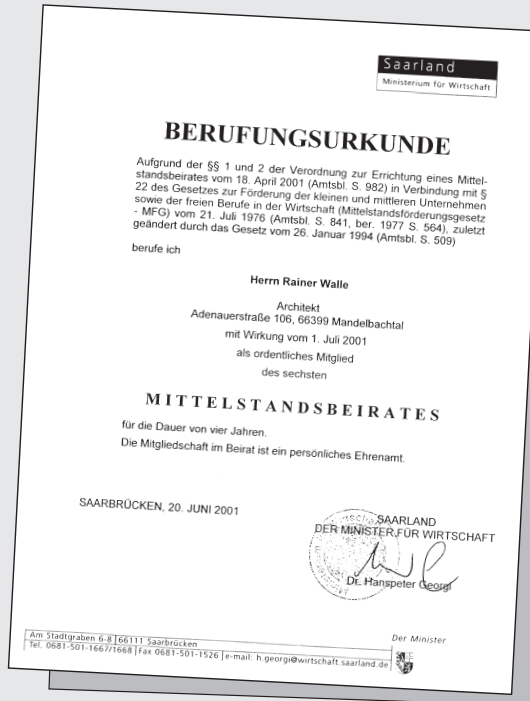 Saarland
Ministerium für Wirtschaft
BERUFUNGSURKUNDE
Aufgrund der §§ 1 und 2 der Verordnung zur Errichtung eines Mittel-
standsbeirates vom 18. April 2001 (Amtsbl. S. 982) in Verbindung mit §
22 des Gesetzes zur Förderung der kleinen und mittleren Unternehmen
sowie der freien Berufe in der Wirtschaft (Mittelstandsförderungsgesetz
- MFG) vom 21. Juli 1976 (Amtsbl. S. 841, ber. 1977 S. 564), zuletzt
geändert durch das Gesetz vom 26. Januar 1994 (Amtsbl. S. 509)
berufe ich
Herrn Rainer Walle
Architekt
Adenauerstraße 106, 66399 Mandelbachtal
mit Wirkung vom 1. Juli 2001
als ordentliches Mitglied
des sechsten
MITTELSTANDSBEIRATES
für die Dauer von vier Jahren.
Die Mitgliedschaft im Beirat ist ein persönliches Ehrenamt.
SAARBRÜCKEN, 20. JUNI 2001
SAARLAND
DER MINISTER FÜR WIRTSCHAFT
Dr. Hanspeter Georgi
Der Minister
Am Stadtgraben 6-8 | 66111 Saarbrücken
Tel. 0681-501-1667/1668 | Fax 0681-501-1526 | e-mail: h.georgi@wirtschaft.saarland.de